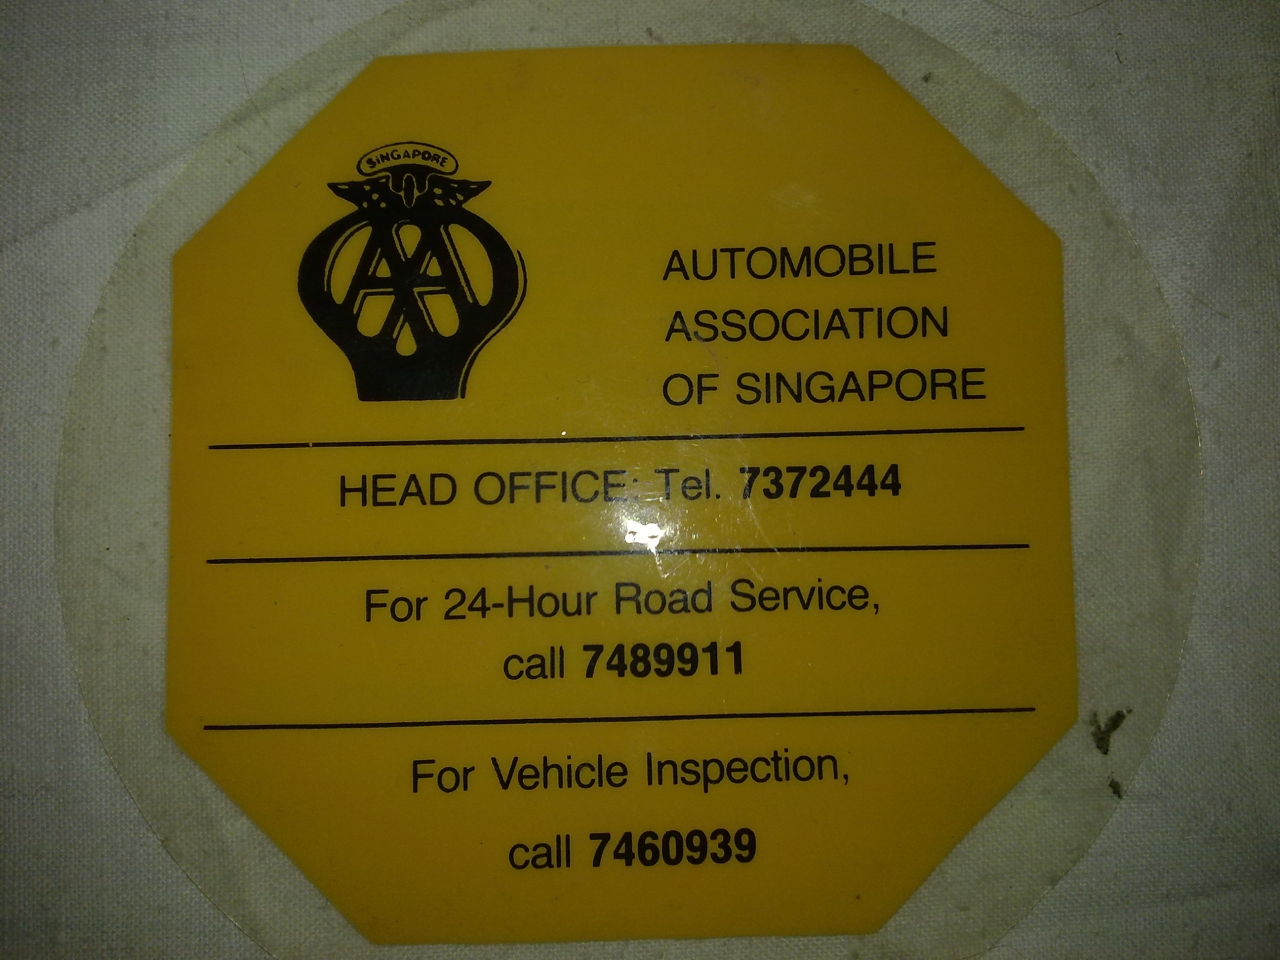 SiNGAPORE
AA
AUTOMOBILE
ASSOCIATION
OF SINGAPORE
HEAD OFFICE: Tel. 7372444
For 24-Hour Road Service,
call 7489911
For Vehicle Inspection,
call 7460939